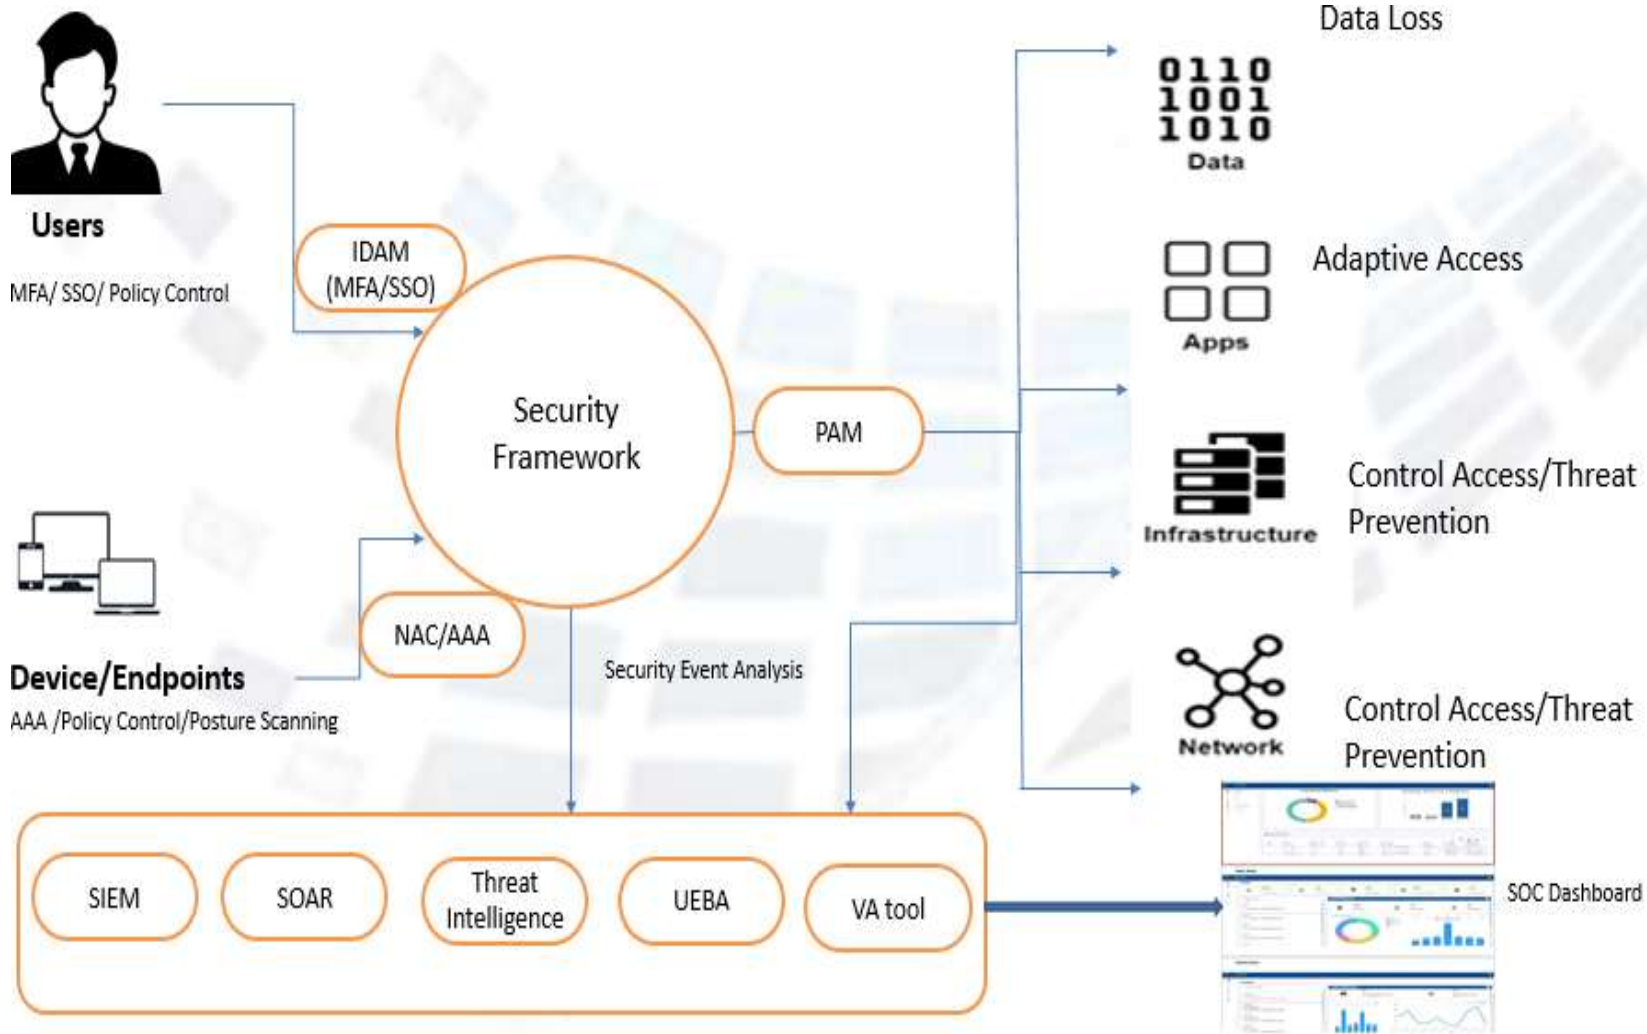 Data Loss
0110
1001
1010
Data
Users
MFA/ SSO/ Policy Control
IDAM
(MFA/SSO)
Adaptive Access
Apps
Security
Framework
PAM
Control Access/Threat
Prevention
Infrastructure
NAC/AAA
Device/Endpoints
AAA /Policy Control/Posture Scanning
Security Event Analysis
Network
Control Access/Threat
Prevention
SIEM
SOAR
Threat
Intelligence
UEBA
VA tool
SOC Dashboard